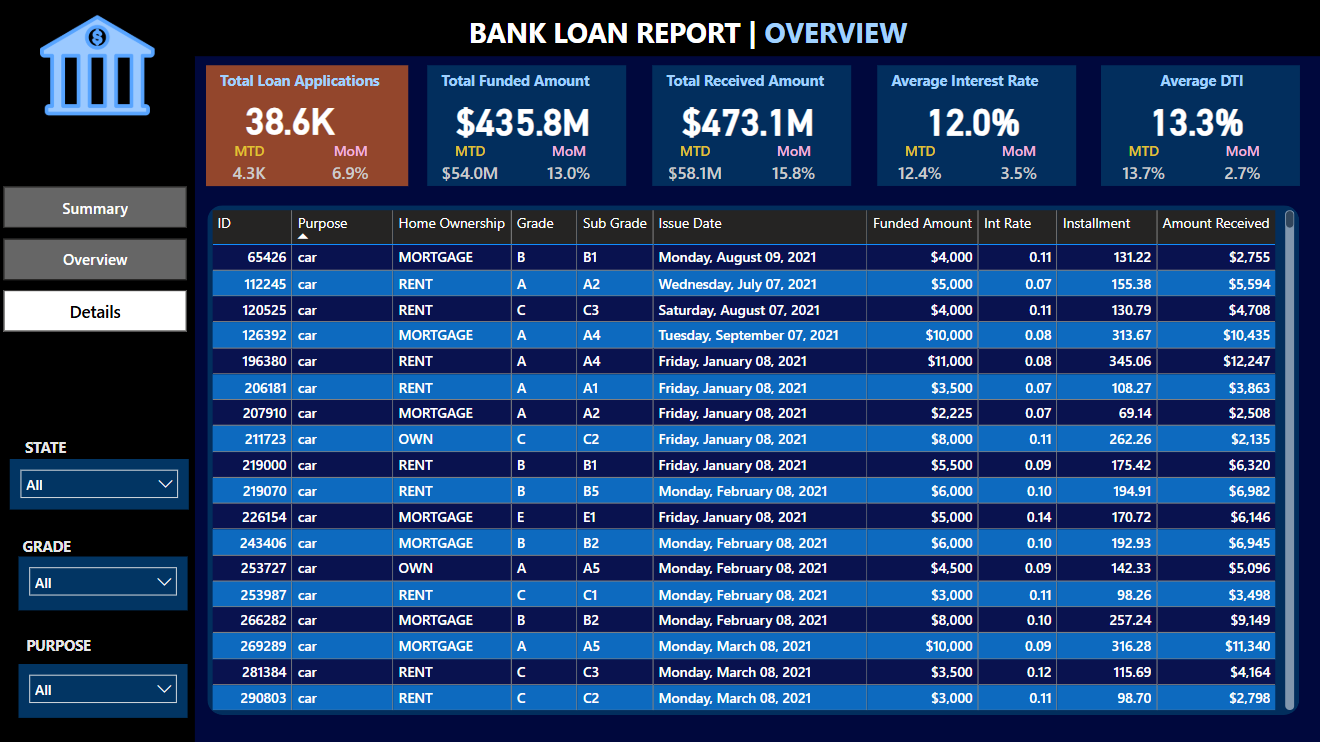 BANK LOAN REPORT | OVERVIEW
$
Total Loan Applications
38.6K
MTD MoM
4.3K 6.9%
Total Funded Amount
$435.8M
MTD MoM
$54.0M 13.0%
Total Received Amount
$473.1M
MTD MoM
$58.1M 15.8%
Average Interest Rate
12.0%
MTD MoM
12.4% 3.5%
Average DTI
13.3%
MTD MoM
13.7% 2.7%
Summary
Overview
Details
STATE
All
GRADE
All
PURPOSE
All
ID Purpose Home Ownership Grade Sub Grade Issue Date Funded Amount Int Rate Installment Amount Received
65426 car MORTGAGE B B1 Monday, August 09, 2021 $4,000 0.11 131.22 $2,755
112245 car RENT A A2 Wednesday, July 07, 2021 $5,000 0.07 155.38 $5,594
120525 car RENT C C3 Saturday, August 07, 2021 $4,000 0.11 130.79 $4,708
126392 car MORTGAGE A A4 Tuesday, September 07, 2021 $10,000 0.08 313.67 $10,435
196380 car RENT A A4 Friday, January 08, 2021 $11,000 0.08 345.06 $12,247
206181 car RENT A A1 Friday, January 08, 2021 $3,500 0.07 108.27 $3,863
207910 car MORTGAGE A A2 Friday, January 08, 2021 $2,225 0.07 69.14 $2,508
211723 car OWN C C2 Friday, January 08, 2021 $8,000 0.11 262.26 $2,135
219000 car RENT B B1 Friday, January 08, 2021 $5,500 0.09 175.42 $6,320
219070 car RENT B B5 Monday, February 08, 2021 $6,000 0.10 194.91 $6,982
226154 car MORTGAGE E E1 Friday, January 08, 2021 $5,000 0.14 170.72 $6,146
243406 car MORTGAGE B B2 Monday, February 08, 2021 $6,000 0.10 192.93 $6,945
253727 car OWN A A5 Monday, February 08, 2021 $4,500 0.09 142.33 $5,096
253987 car RENT C C1 Monday, February 08, 2021 $3,000 0.11 98.26 $3,498
266282 car MORTGAGE B B2 Monday, February 08, 2021 $8,000 0.10 257.24 $9,149
269289 car MORTGAGE A A5 Monday, March 08, 2021 $10,000 0.09 316.28 $11,340
281384 car RENT C C3 Monday, March 08, 2021 $3,500 0.12 115.69 $4,164
290803 car RENT C C2 Monday, March 08, 2021 $3,000 0.11 98.70 $2,798